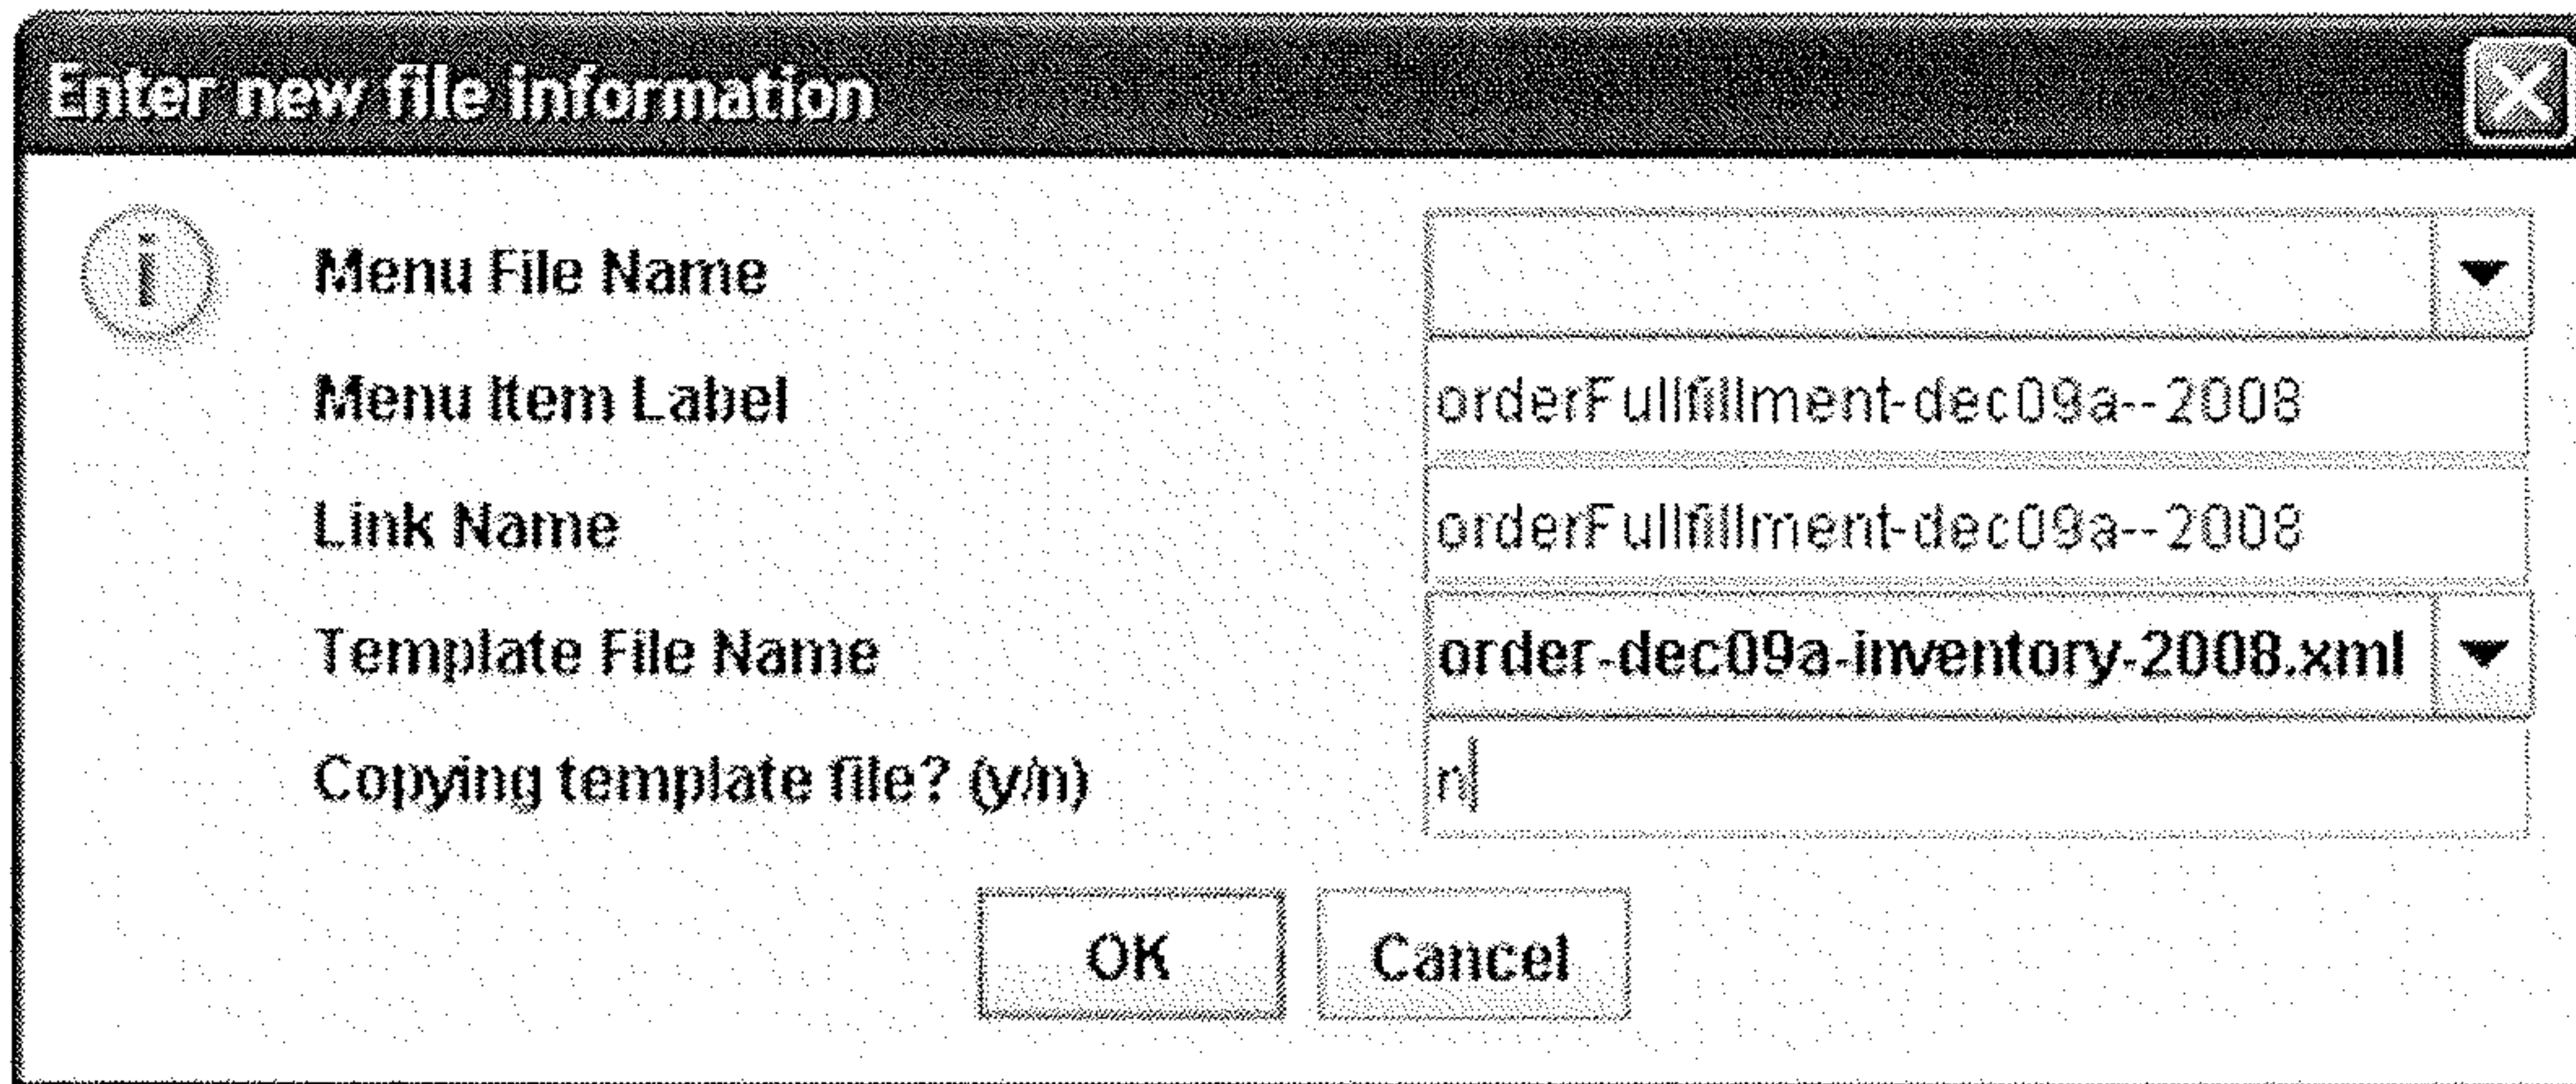 Enter new file information
Menu File Name
Menu Item Label orderFullfillment-dec09a--2008
Link Name orderFullfillment-dec09a--2008
Template File Name order-dec09a-inventory-2008.xml
Copying template file? (y/n) n
OK Cancel